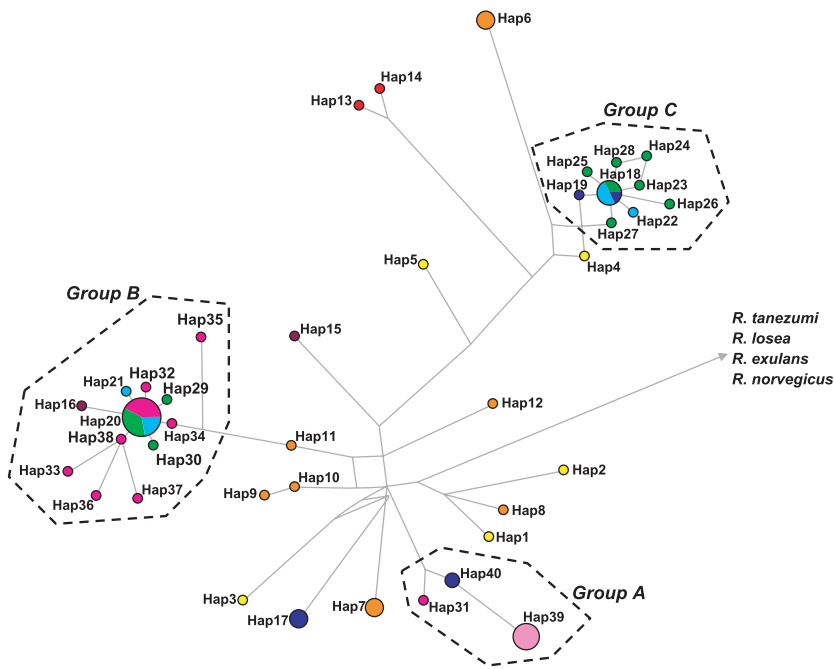 Hap6
Hap14
Hap13
Group C
Hap28
Hap24
Hap25
Hap18
Hap19
Hap23
Hap26
Hap22
Hap27
Hap5
Hap4
Group B
Hap35
Hap15
R. tanezumi
R. losea
R. exulans
R. norvegicus
Hap32
Hap21
Hap29
Hap16
Hap20
Hap12
Hap34
Hap38
Hap11
Hap30
Hap33
Hap2
Hap10
Hap9
Hap37
Hap36
Hap8
Hap1
Hap40
Group A
Hap3
Hap7
Hap31
Hap17
Hap39